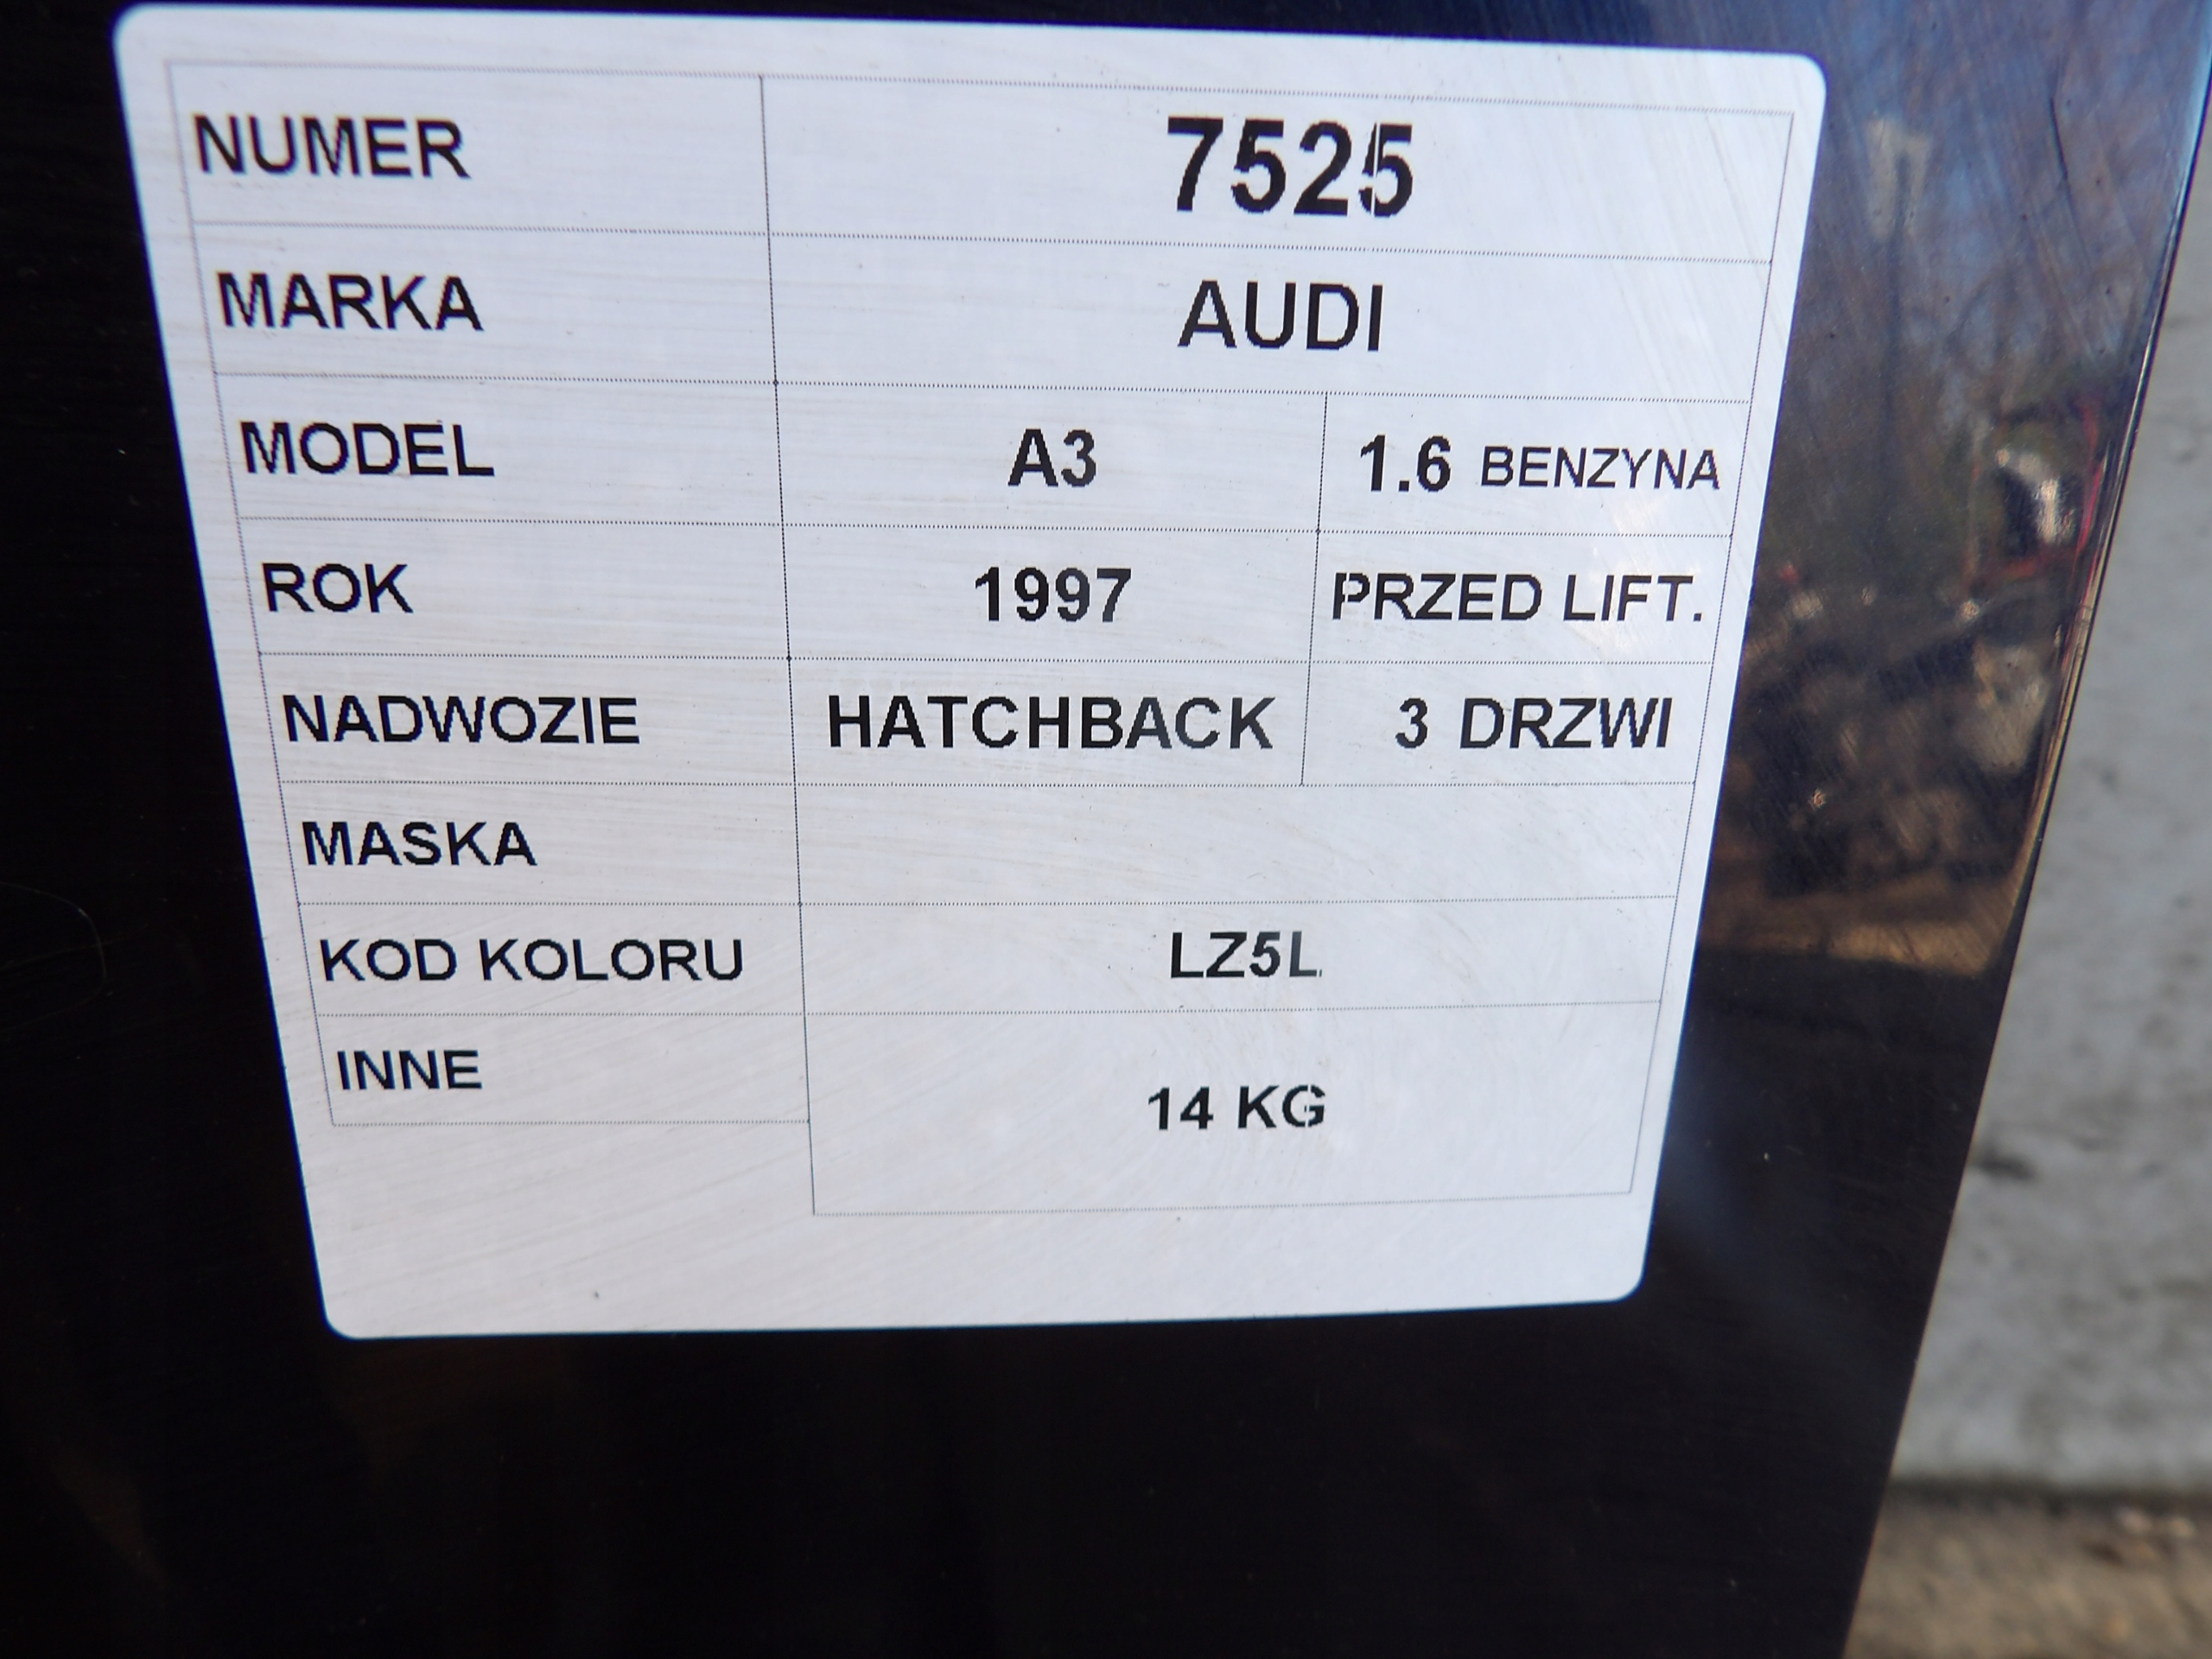 NUMER 7525
MARKA AUDI
MODEL A3 1.6 BENZYNA
ROK 1997 PRZED LIFT.
NADWOZIE HATCHBACK 3 DRZWI
MASKA
KOD KOLORU LZ5L
INNE 14 KG